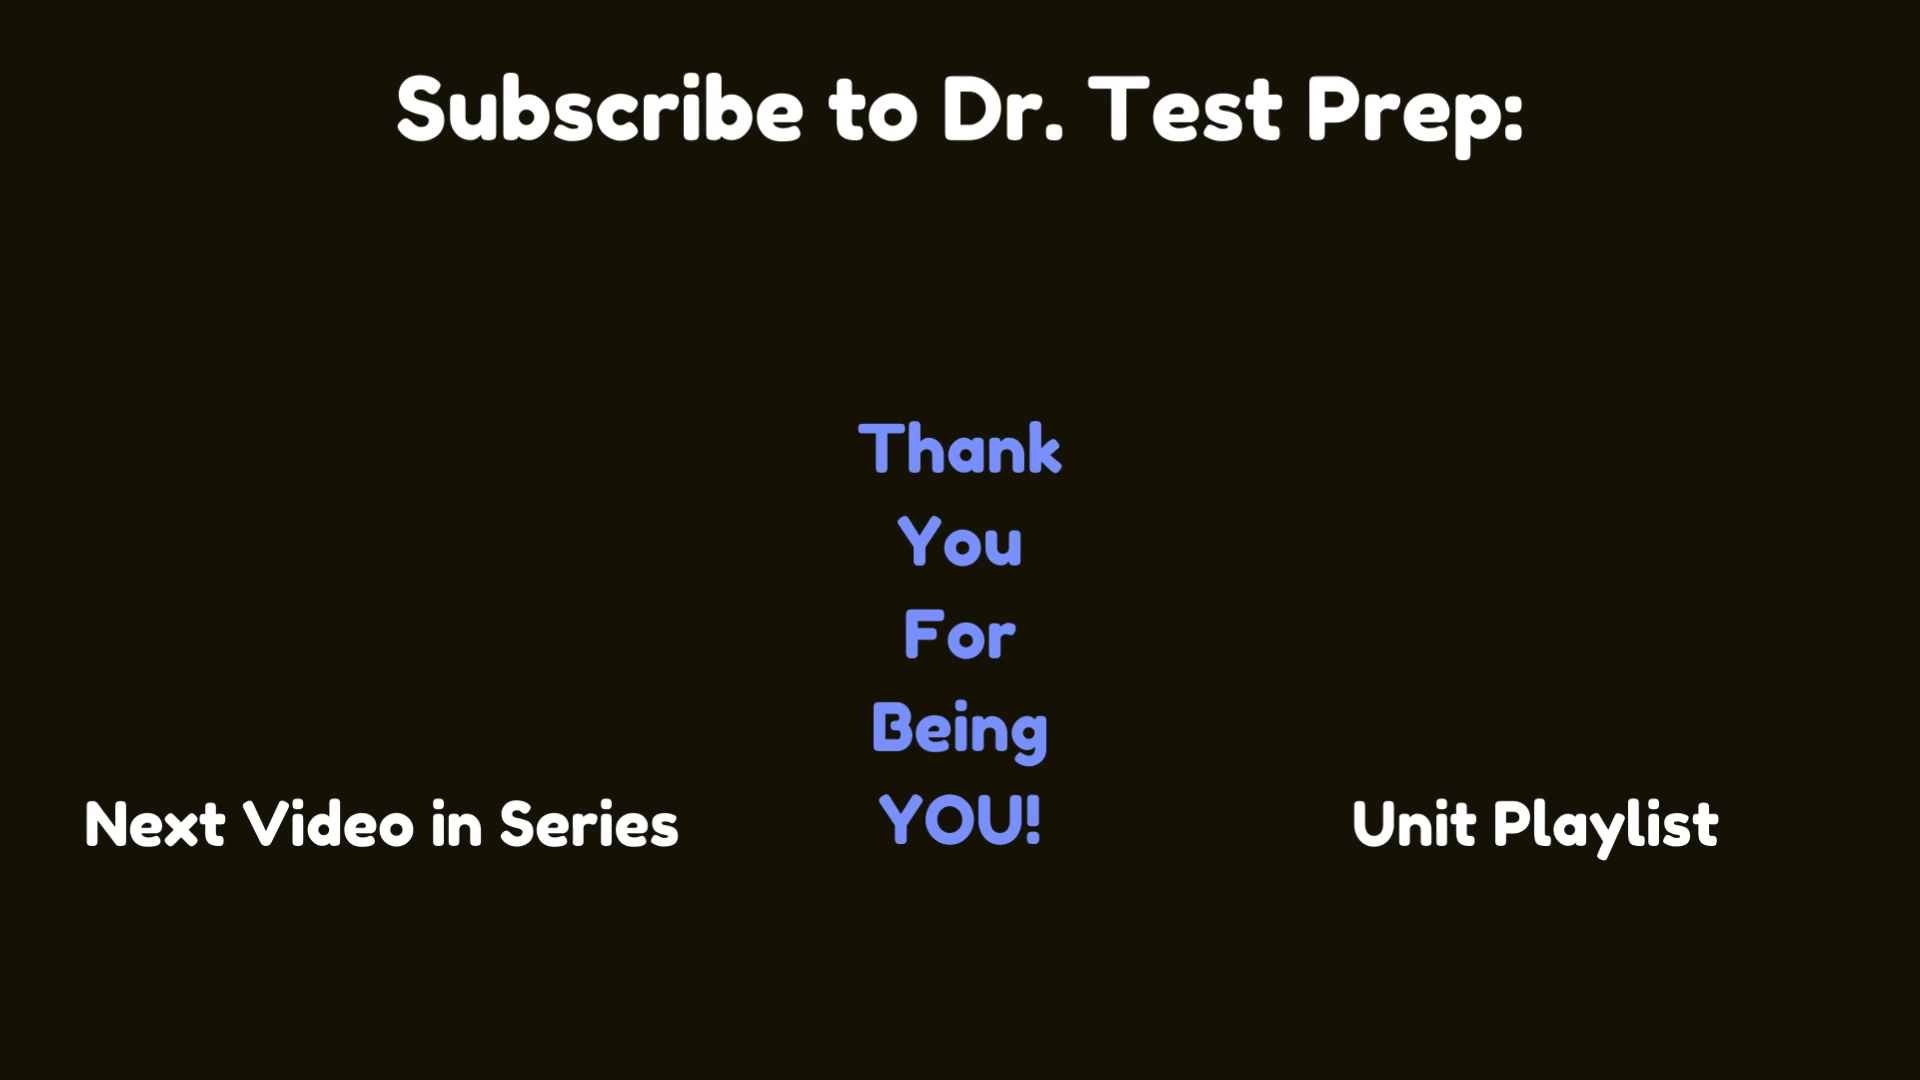 Subscribe to Dr. Test Prep:
Thank
You
For
Being
YOU!
Next Video in Series
Unit Playlist